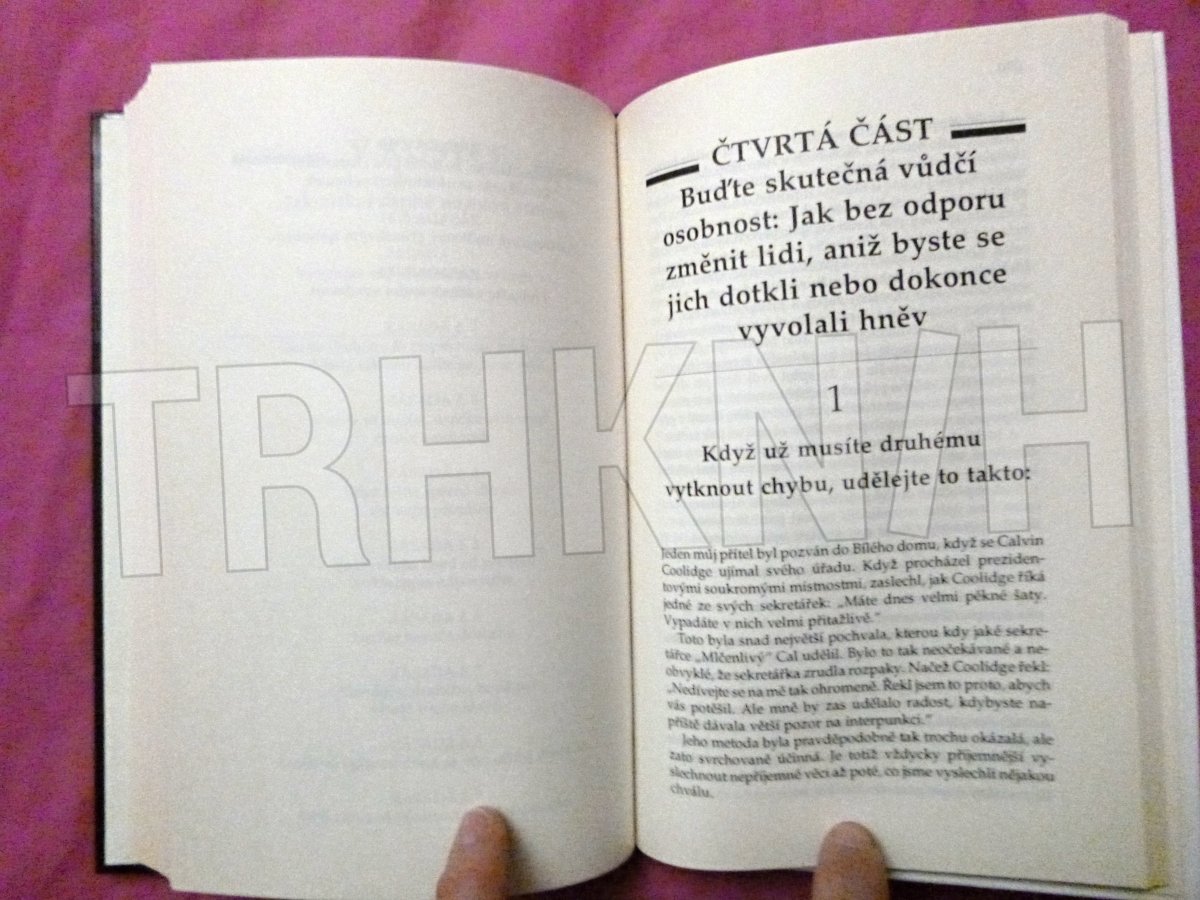 ČTVRTÁ ČÁST
Buďte skutečná vůdčí
osobnost: Jak bez odporu
změnit lidi, aniž byste se
jich dotkli nebo dokonce
vyvolali hněv
TRHKNIH
1
Když už musíte druhému
vytknout chybu, udělejte to takto:
Jeden můj přítel byl pozván do Bílého domu, když se Calvin
Coolidge ujímal svého úřadu. Když procházel preziden-
tovými soukromými místnostmi, zaslechl, jak Coolidge říká
jedné ze svých sekretářek: „Máte dnes velmi pěkné šaty.
Vypadáte v nich velmi přitažlivě."
Toto byla snad největší pochvala, kterou kdy jaké sekre-
tářce „Mlčenlivý" Cal udělil. Bylo to tak neočekávané a ne-
obvyklé, že sekretářka zrudla rozpaky. Načež Coolidge řekl:
„Nedívejte se na mě tak ohromeně. Řekl jsem to proto, abych
vás potěšil. Ale mně by zas udělalo radost, kdybyste na-
příště dávala větší pozor na interpunkci."
Jeho metoda byla pravděpodobně tak trochu okázalá, ale
zato svrchovaně účinná. Je totiž vždycky příjemnější vy-
slechnout nepříjemné věci až poté, co jsme vyslechli nějakou
chválu.